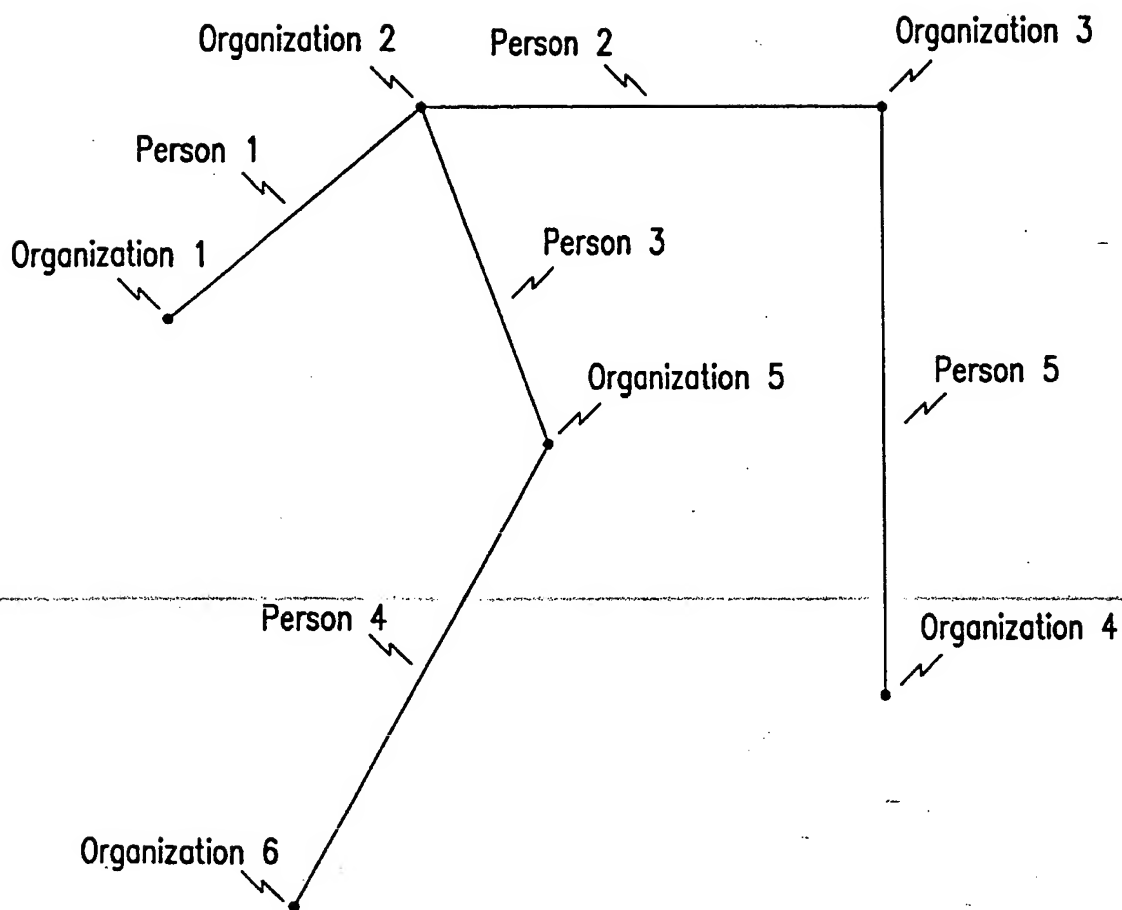 Organization 2
Person 2
Organization 3
Person 1
Organization 1
Person 3
Organization 5
Person 5
Person 4
Organization 4
Organization 6